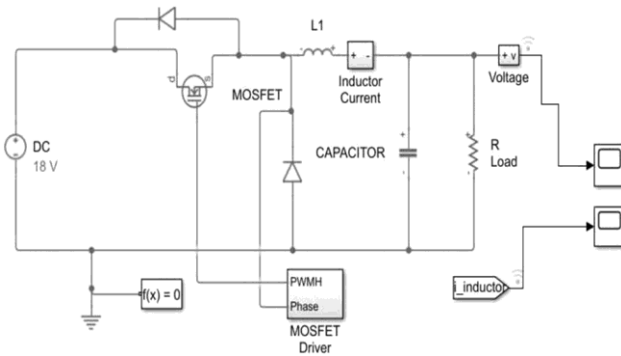 d
s
L1
+ -
Inductor
Current
+ v
Voltage
MOSFET
DC
18 V
CAPACITOR
R
Load
f(x) = 0
PWMH
Phase
MOSFET
Driver
i_inductor